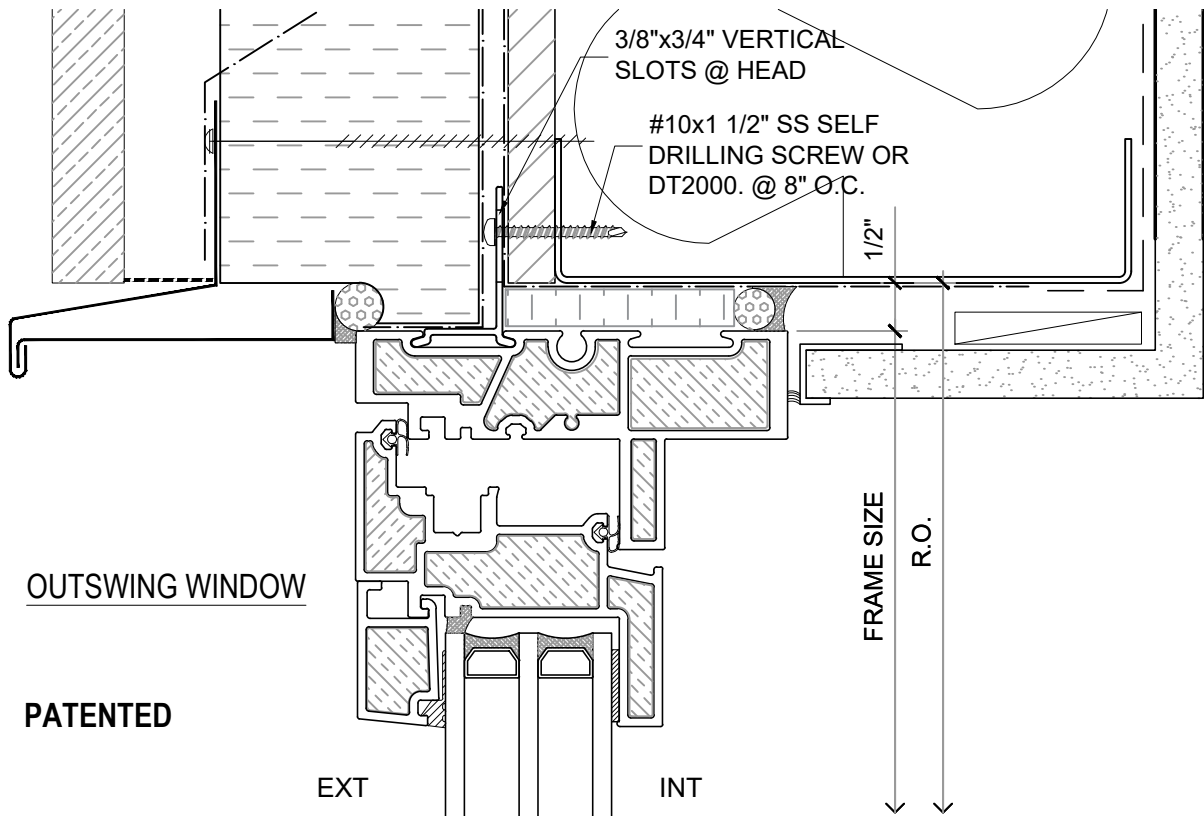 3/8"x3/4" VERTICAL
SLOTS @ HEAD
#10x1 1/2" SS SELF
DRILLING SCREW OR
DT2000. @ 8" O.C.
1/2"
FRAME SIZE
R.O.
OUTSWING WINDOW
PATENTED
EXT
INT